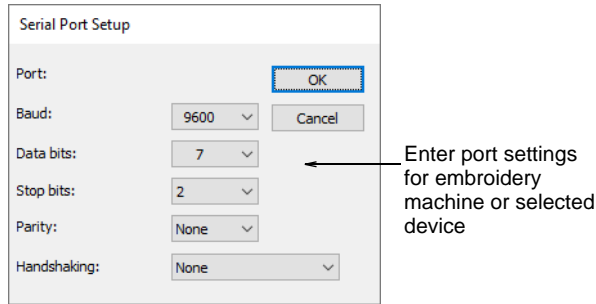 Serial Port Setup
Port:
OK
Baud:
9600
Cancel
Data bits:
7
Stop bits:
2
Parity:
None
Handshaking:
None
Enter port settings
for embroidery
machine or selected
device